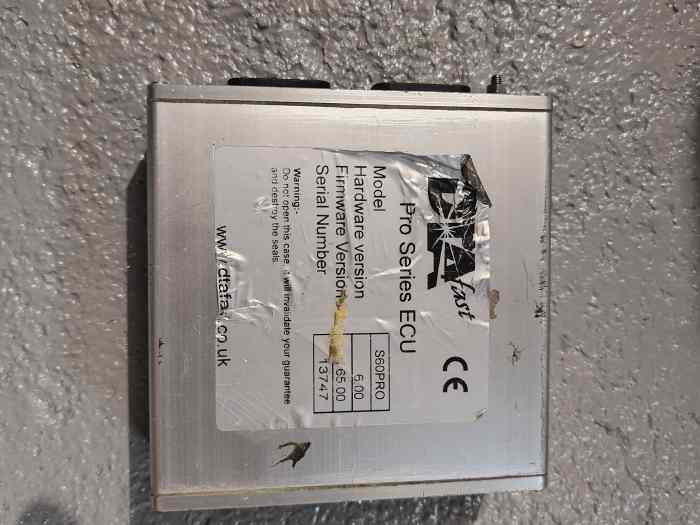 DTA fast
CE
Pro Series ECU
Model S60PRO
Hardware version 6.00
Firmware Version 65.00
Serial Number 13747
Warning:-
Do not open this case, it will invalidate your guarantee
and destroy the seals.
www.dtafast.co.uk